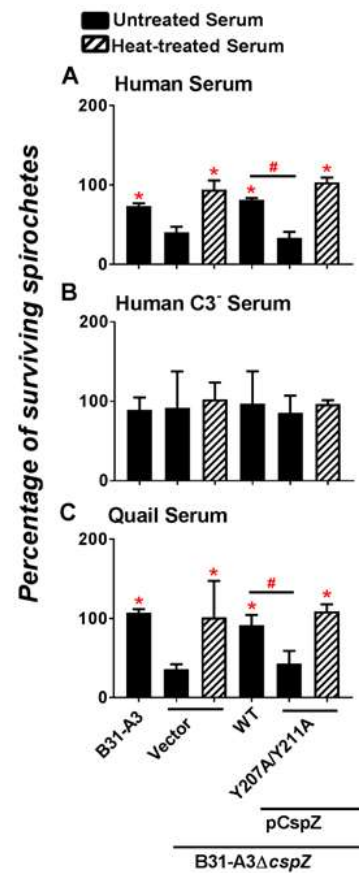 Untreated Serum
Heat-treated Serum
A Human Serum
200
100
0
* * * # *
B Human C3⁻ Serum
200
100
0
C Quail Serum
200
100
0
* * * # *
Percentage of surviving spirochetes
B31-A3
Vector
WT
Y207A/Y211A
pCspZ
B31-A3ΔcspZ